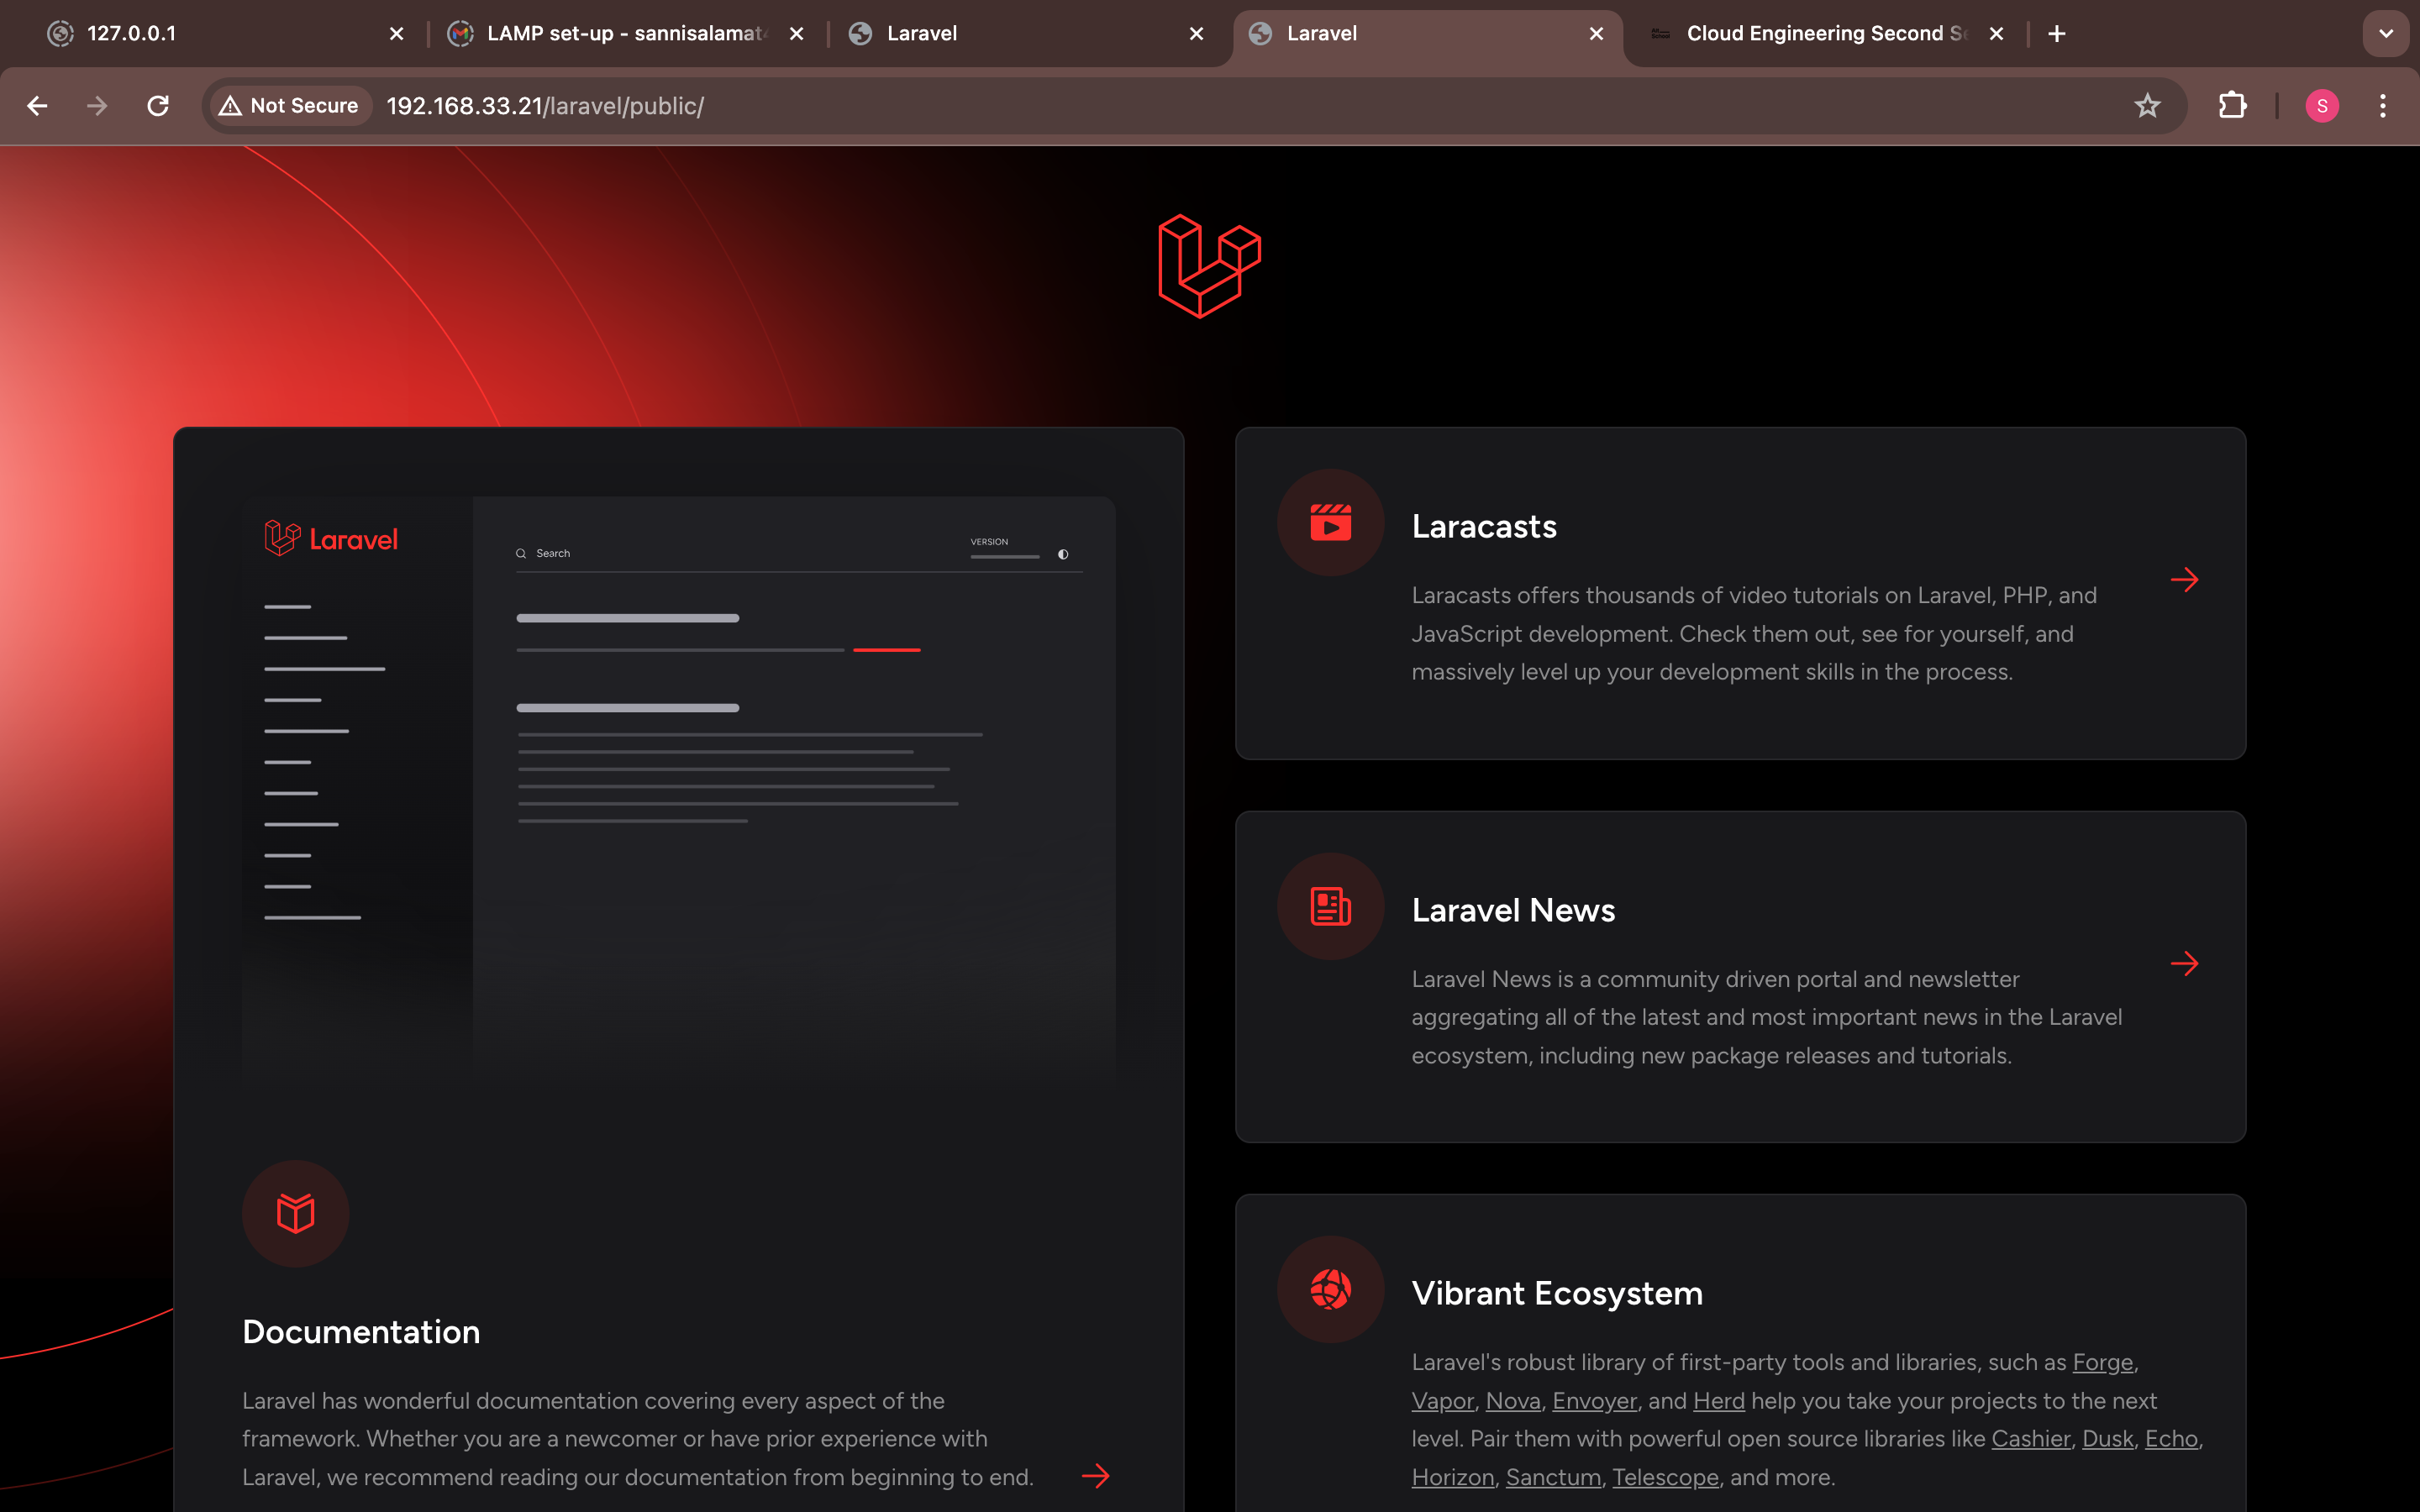 127.0.0.1
LAMP set-up - sannisalamat
Laravel
Laravel
Cloud Engineering Second S
Not Secure
192.168.33.21/laravel/public/
S
Laravel
Search
VERSION
Documentation
Laravel has wonderful documentation covering every aspect of the
framework. Whether you are a newcomer or have prior experience with
Laravel, we recommend reading our documentation from beginning to end.
Laracasts
Laracasts offers thousands of video tutorials on Laravel, PHP, and
JavaScript development. Check them out, see for yourself, and
massively level up your development skills in the process.
Laravel News
Laravel News is a community driven portal and newsletter
aggregating all of the latest and most important news in the Laravel
ecosystem, including new package releases and tutorials.
Vibrant Ecosystem
Laravel's robust library of first-party tools and libraries, such as Forge,
Vapor, Nova, Envoyer, and Herd help you take your projects to the next
level. Pair them with powerful open source libraries like Cashier, Dusk, Echo,
Horizon, Sanctum, Telescope, and more.